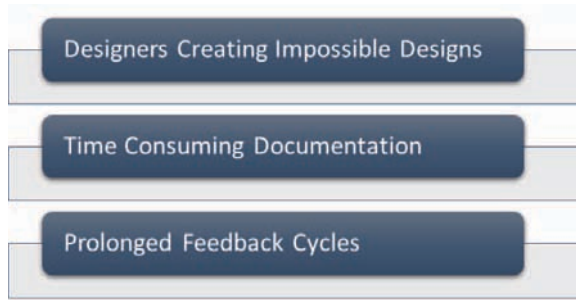 Designers Creating Impossible Designs
Time Consuming Documentation
Prolonged Feedback Cycles